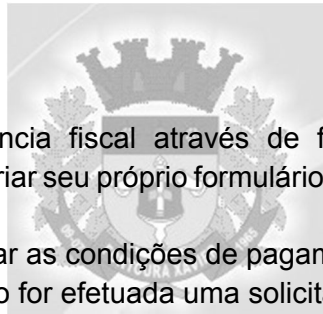 ncia fiscal através de f
riar seu próprio formulário
ar as condições de pagam
o for efetuada uma solicit